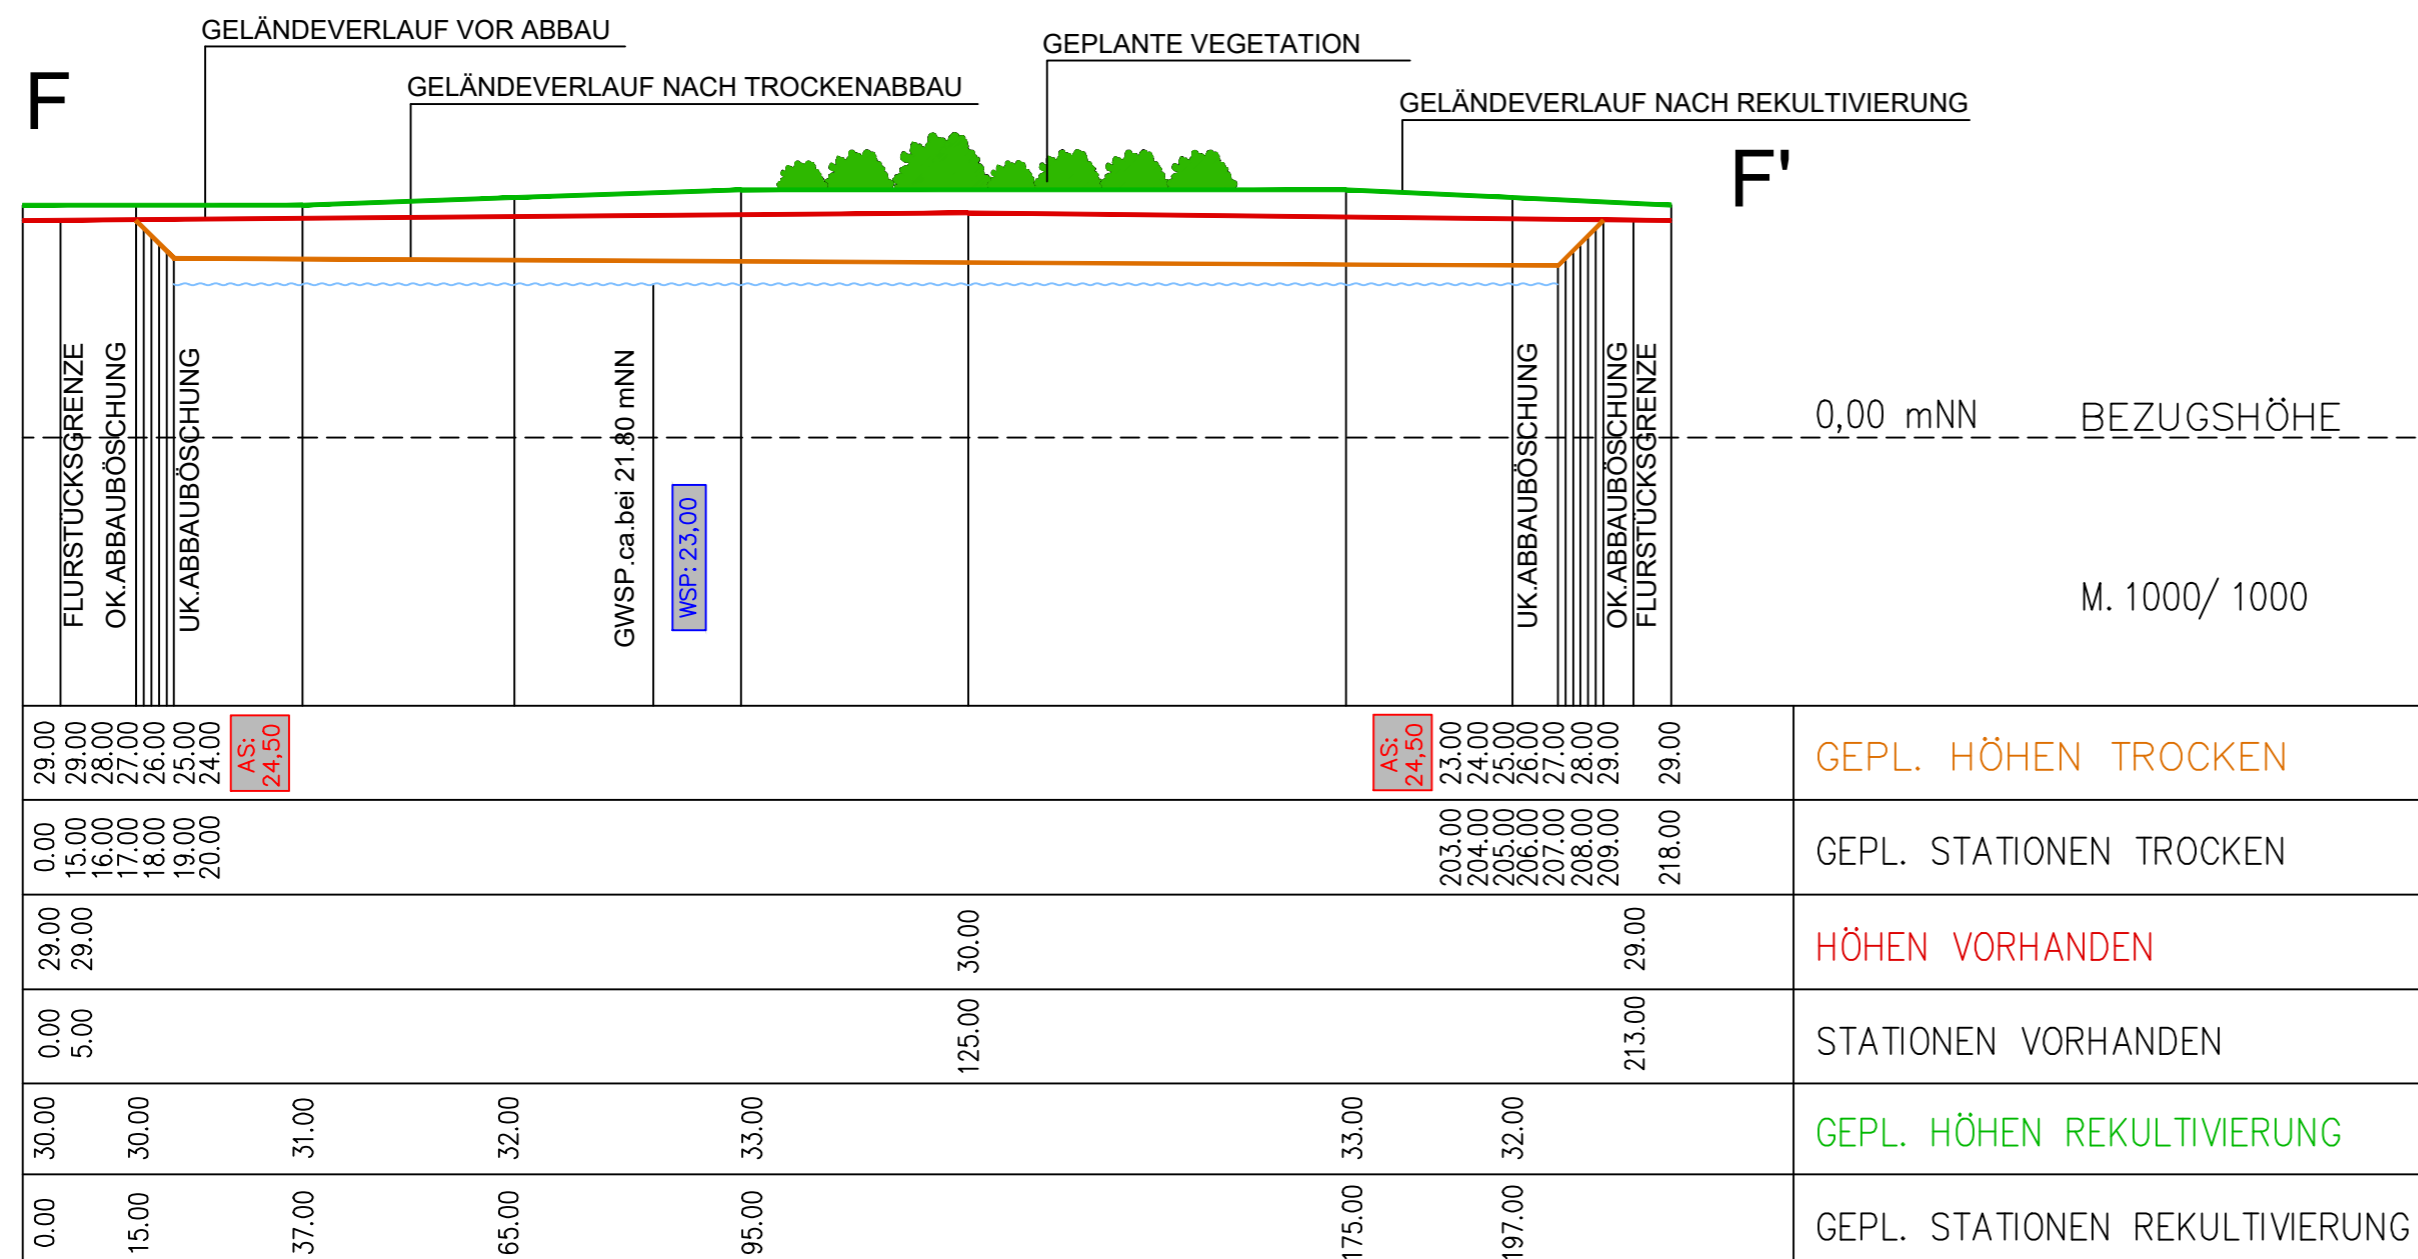 GELÄNDEVERLAUF VOR ABBAU
GEPLANTE VEGETATION
F
GELÄNDEVERLAUF NACH TROCKENABBAU
GELÄNDEVERLAUF NACH REKULTIVIERUNG
F'
FLURSTÜCKSGRENZE
OK.ABBAUBÖSCHUNG
UK.ABBAUBÖSCHUNG
GWSP.ca.bei 21.80 mNN
WSP: 23,00
UK.ABBAUBÖSCHUNG
OK.ABBAUBÖSCHUNG
FLURSTÜCKSGRENZE
0,00 mNN BEZUGSHÖHE
M. 1000/ 1000
29.00 29.00 28.00 27.00 26.00 25.00 24.00 AS: 24,50 AS: 24,50 23.00 24.00 25.00 26.00 27.00 28.00 29.00 29.00 GEPL. HÖHEN TROCKEN
0.00 15.00 16.00 17.00 18.00 19.00 20.00 203.00 204.00 205.00 206.00 207.00 208.00 209.00 218.00 GEPL. STATIONEN TROCKEN
29.00 29.00 30.00 29.00 HÖHEN VORHANDEN
0.00 5.00 125.00 213.00 STATIONEN VORHANDEN
30.00 30.00 31.00 32.00 33.00 33.00 32.00 GEPL. HÖHEN REKULTIVIERUNG
0.00 15.00 37.00 65.00 95.00 175.00 197.00 GEPL. STATIONEN REKULTIVIERUNG